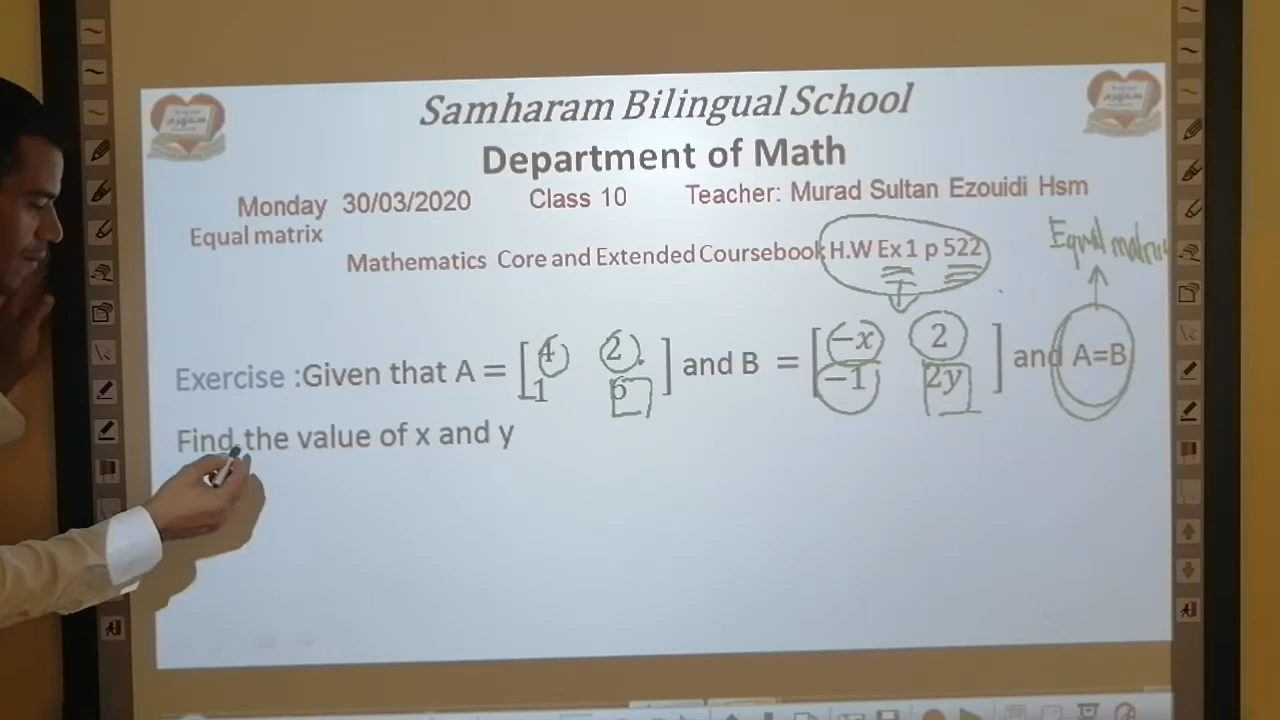 Samharam Bilingual School
Department of Math
Monday 30/03/2020 Class 10 Teacher: Murad Sultan Ezouidi Hsm
Equal matrix
Mathematics Core and Extended Coursebook H.W Ex 1 p 522
Equal matrix
Exercise :Given that A = [4 2 and B = [−x 2 ] and A=B
1 6] −1 2y
Find the value of x and y